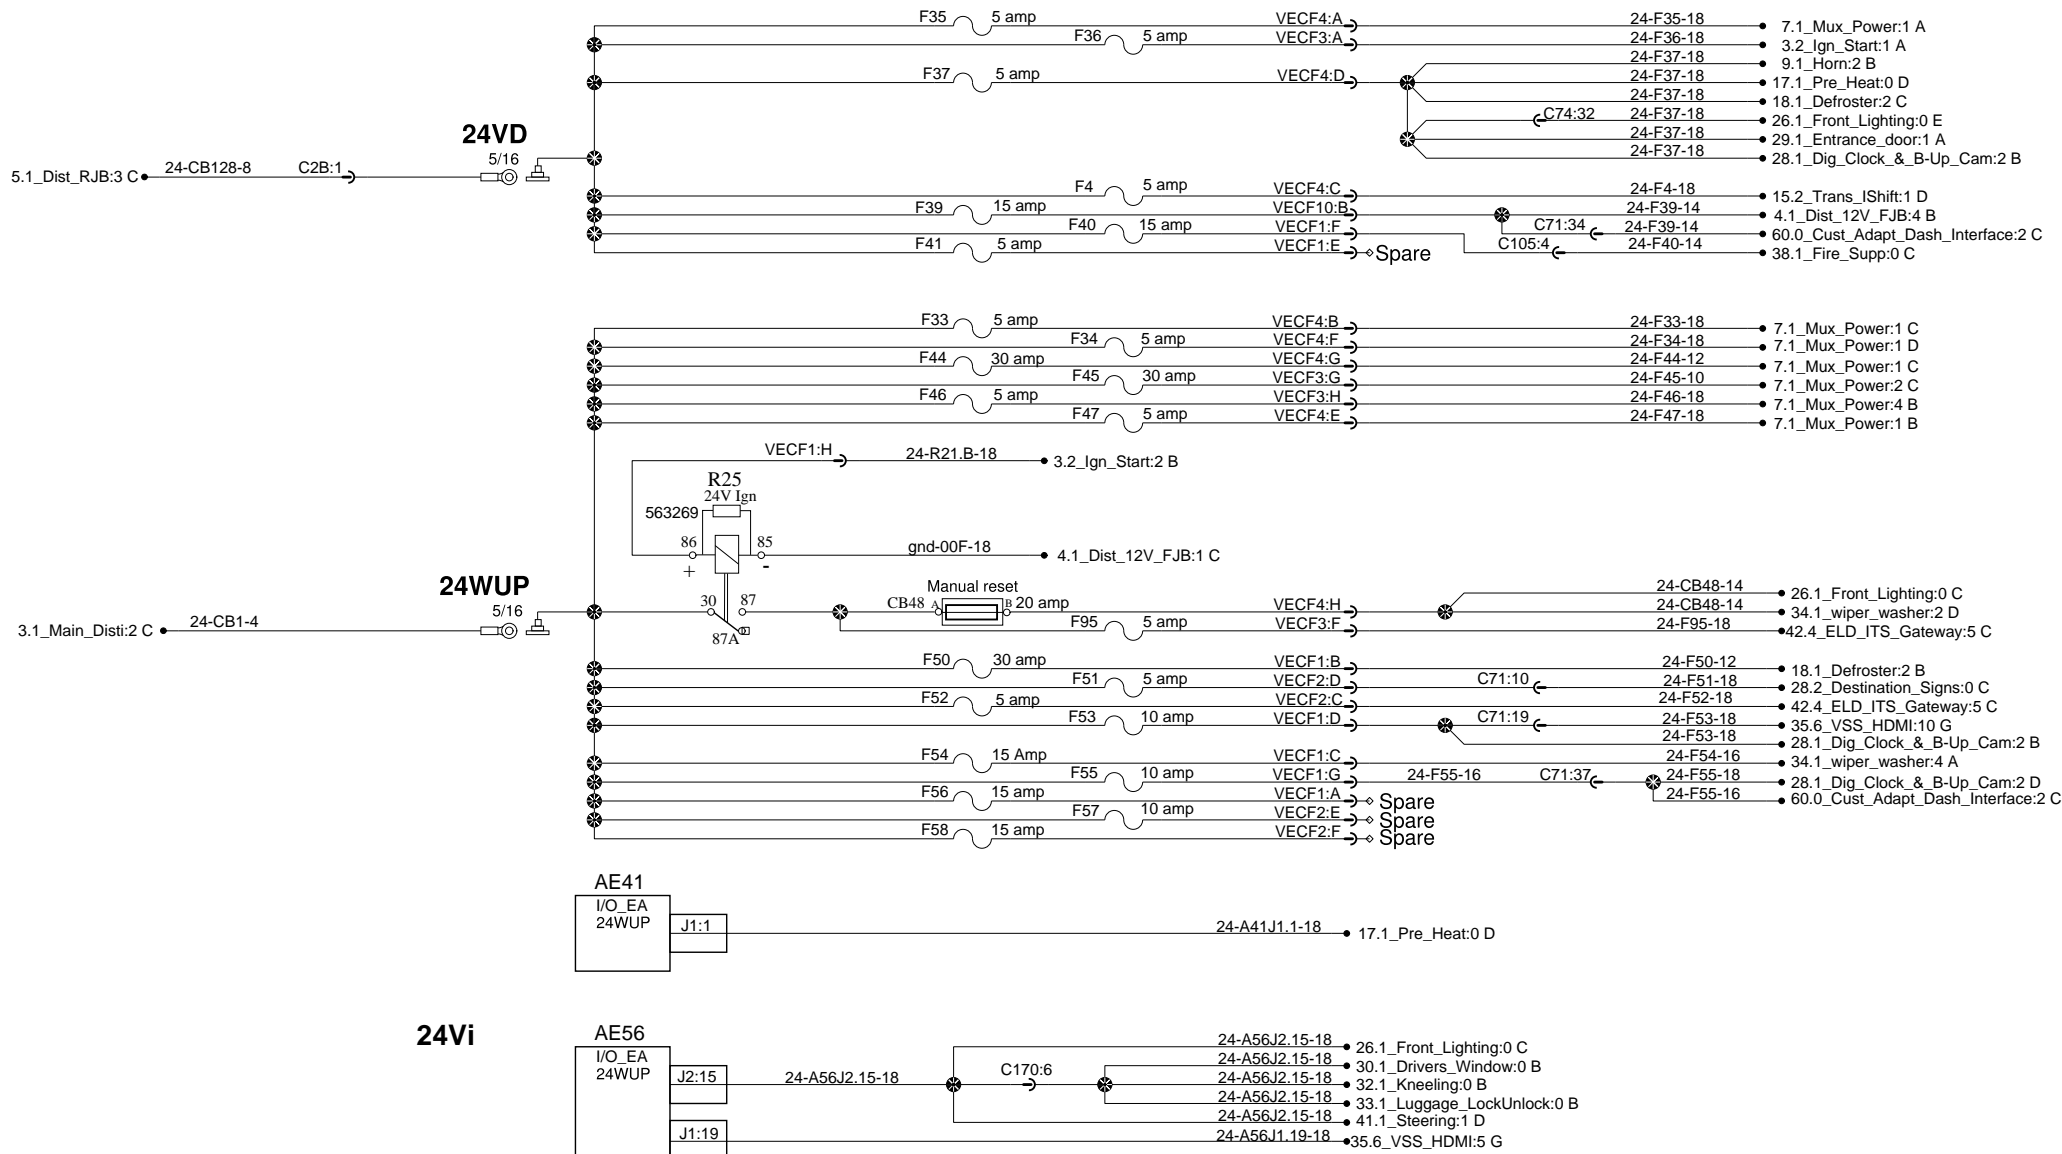 F35 5 amp VECF4:A 24-F35-18 7.1_Mux_Power:1 A
F36 5 amp VECF3:A 24-F36-18 3.2_Ign_Start:1 A
24-F37-18 9.1_Horn:2 B
F37 5 amp VECF4:D 24-F37-18 17.1_Pre_Heat:0 D
24-F37-18 18.1_Defroster:2 C
C74:32 24-F37-18 26.1_Front_Lighting:0 E
24VD
24-F37-18 29.1_Entrance_door:1 A
5/16 24-F37-18 28.1_Dig_Clock_&_B-Up_Cam:2 B
5.1_Dist_RJB:3 C 24-CB128-8 C2B:1
F4 5 amp VECF4:C 24-F4-18 15.2_Trans_IShift:1 D
F39 15 amp VECF10:B 24-F39-14 4.1_Dist_12V_FJB:4 B
F40 15 amp VECF1:F C71:34 24-F39-14 60.0_Cust_Adapt_Dash_Interface:2 C
F41 5 amp VECF1:E Spare C105:4 24-F40-14 38.1_Fire_Supp:0 C
F33 5 amp VECF4:B 24-F33-18 7.1_Mux_Power:1 C
F34 5 amp VECF4:F 24-F34-18 7.1_Mux_Power:1 D
F44 30 amp VECF4:G 24-F44-12 7.1_Mux_Power:1 C
F45 30 amp VECF3:G 24-F45-10 7.1_Mux_Power:2 C
F46 5 amp VECF3:H 24-F46-18 7.1_Mux_Power:4 B
F47 5 amp VECF4:E 24-F47-18 7.1_Mux_Power:1 B
VECF1:H 24-R21.B-18 3.2_Ign_Start:2 B
R25
24V Ign
563269
86 85 gnd-00F-18 4.1_Dist_12V_FJB:1 C
+ -
24WUP
Manual reset
24-CB48-14 26.1_Front_Lighting:0 C
5/16 30 87 CB48 A B 20 amp VECF4:H 24-CB48-14 34.1_wiper_washer:2 D
3.1_Main_Disti:2 C 24-CB1-4 87A F95 5 amp VECF3:F 24-F95-18 42.4_ELD_ITS_Gateway:5 C
F50 30 amp VECF1:B 24-F50-12 18.1_Defroster:2 B
F51 5 amp VECF2:D C71:10 24-F51-18 28.2_Destination_Signs:0 C
F52 5 amp VECF2:C 24-F52-18 42.4_ELD_ITS_Gateway:5 C
F53 10 amp VECF1:D C71:19 24-F53-18 35.6_VSS_HDMI:10 G
24-F53-18 28.1_Dig_Clock_&_B-Up_Cam:2 B
F54 15 Amp VECF1:C 24-F54-16 34.1_wiper_washer:4 A
F55 10 amp VECF1:G 24-F55-16 C71:37 24-F55-18 28.1_Dig_Clock_&_B-Up_Cam:2 D
F56 15 amp VECF1:A Spare 24-F55-16 60.0_Cust_Adapt_Dash_Interface:2 C
F57 10 amp VECF2:E Spare
F58 15 amp VECF2:F Spare
AE41
I/O_EA
24WUP
J1:1 24-A41J1.1-18 17.1_Pre_Heat:0 D
24Vi
AE56
I/O_EA 24-A56J2.15-18 26.1_Front_Lighting:0 C
24WUP C170:6 24-A56J2.15-18 30.1_Drivers_Window:0 B
J2:15 24-A56J2.15-18 24-A56J2.15-18 32.1_Kneeling:0 B
24-A56J2.15-18 33.1_Luggage_LockUnlock:0 B
24-A56J2.15-18 41.1_Steering:1 D
J1:19 24-A56J1.19-18 35.6_VSS_HDMI:5 G